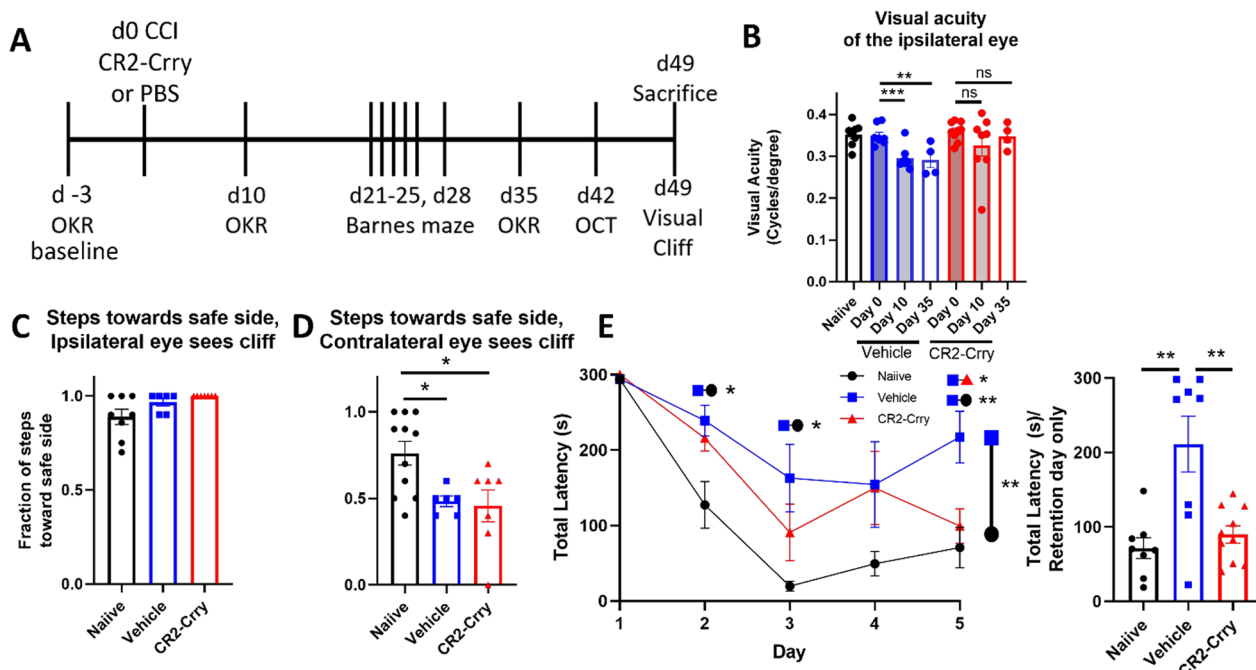 A
d0 CCI
CR2-Crry
or PBS
d49
Sacrifice
d -3
OKR
baseline
d10
OKR
d21-25, d28
Barnes maze
d35
OKR
d42
OCT
d49
Visual
Cliff
B
Visual acuity
of the ipsilateral eye
**
***
ns
ns
Visual Acuity
(Cycles/degree)
0.4
0.3
0.1
0.0
Naiive
Day 0
Day 10
Day 35
Day 0
Day 10
Day 35
Vehicle
CR2-Crry
C
Steps towards safe side,
Ipsilateral eye sees cliff
Fraction of steps
toward safe side
1.0
0.5
0.0
Naiive
Vehicle
CR2-Crry
D
Steps towards safe side,
Contralateral eye sees cliff
*
*
1.0
0.5
0.0
Naiive
Vehicle
CR2-Crry
E
Total Latency (s)
300
200
100
0
1
2
3
4
5
Day
Naiive
Vehicle
CR2-Crry
*
*
*
**
**
Total Latency (s)/
Retention day only
300
200
100
0
**
**
Naiive
Vehicle
CR2-Crry